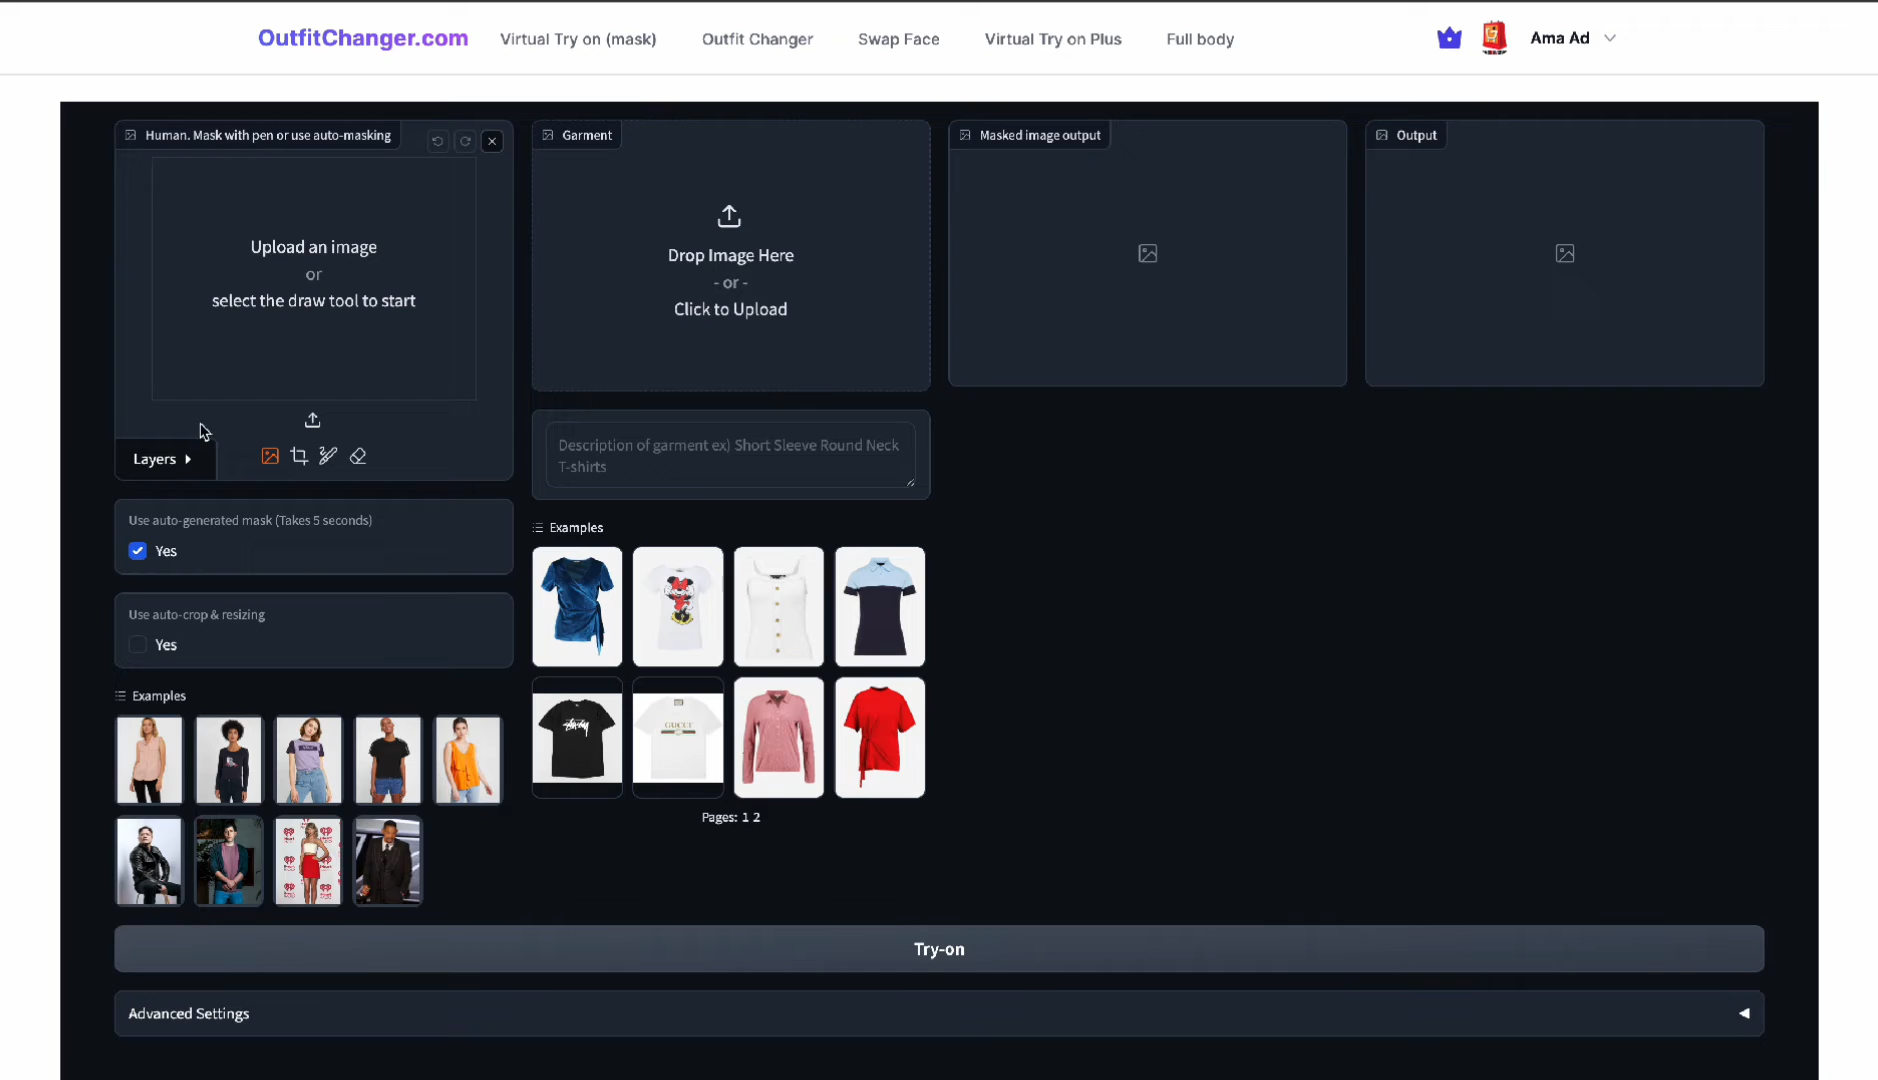 OutfitChanger.com
Virtual Try on (mask)
Outfit Changer
Swap Face
Virtual Try on Plus
Full body
Ama Ad
Human. Mask with pen or use auto-masking
Upload an image
or
select the draw tool to start
Layers
Use auto-generated mask (Takes 5 seconds)
Yes
Use auto-crop & resizing
Yes
Examples
Garment
Drop Image Here
- or -
Click to Upload
Description of garment ex) Short Sleeve Round Neck
T-shirts
Examples
GUCCI
Pages: 1 2
Masked image output
Output
Try-on
Advanced Settings